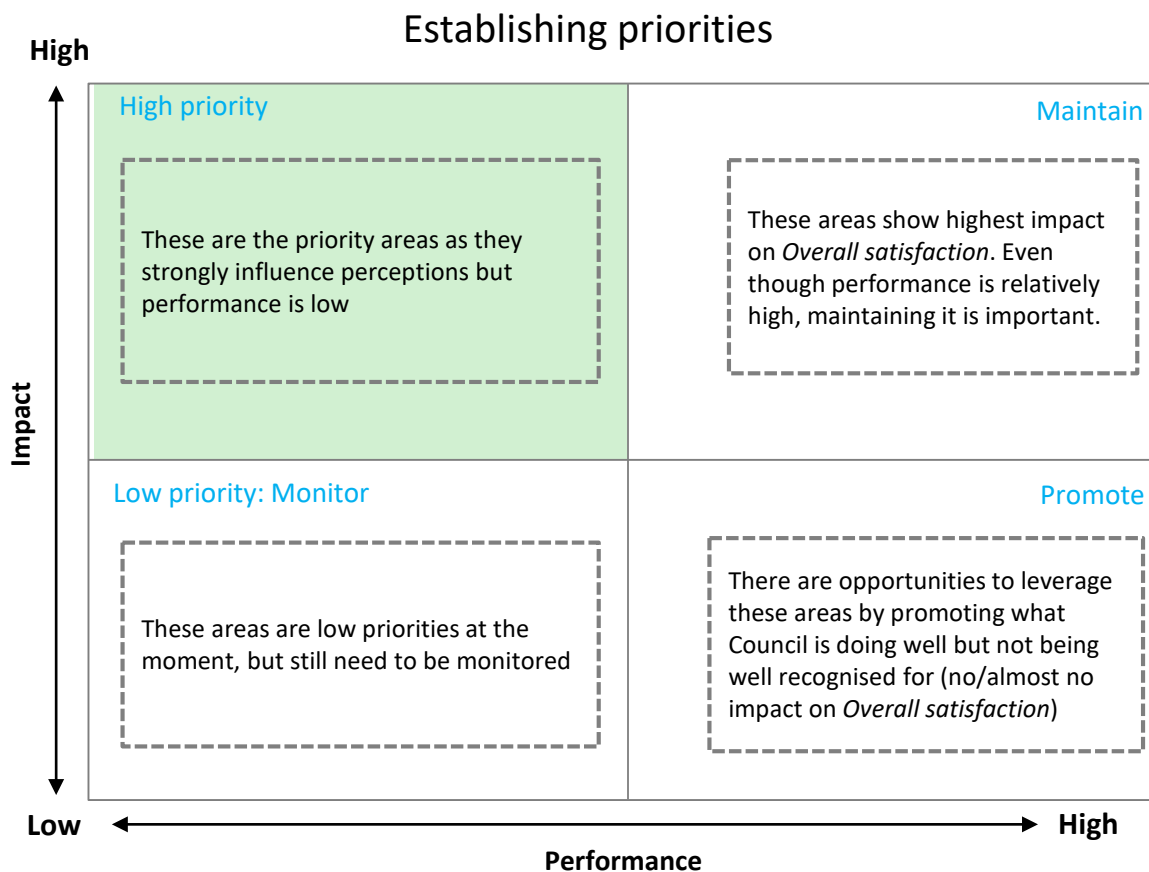 Establishing priorities
High
High priority
These are the priority areas as they
strongly influence perceptions but
performance is low
Maintain
These areas show highest impact
on Overall satisfaction. Even
though performance is relatively
high, maintaining it is important.
Impact
Low priority: Monitor
These areas are low priorities at the
moment, but still need to be monitored
Promote
There are opportunities to leverage
these areas by promoting what
Council is doing well but not being
well recognised for (no/almost no
impact on Overall satisfaction)
Low
High
Performance